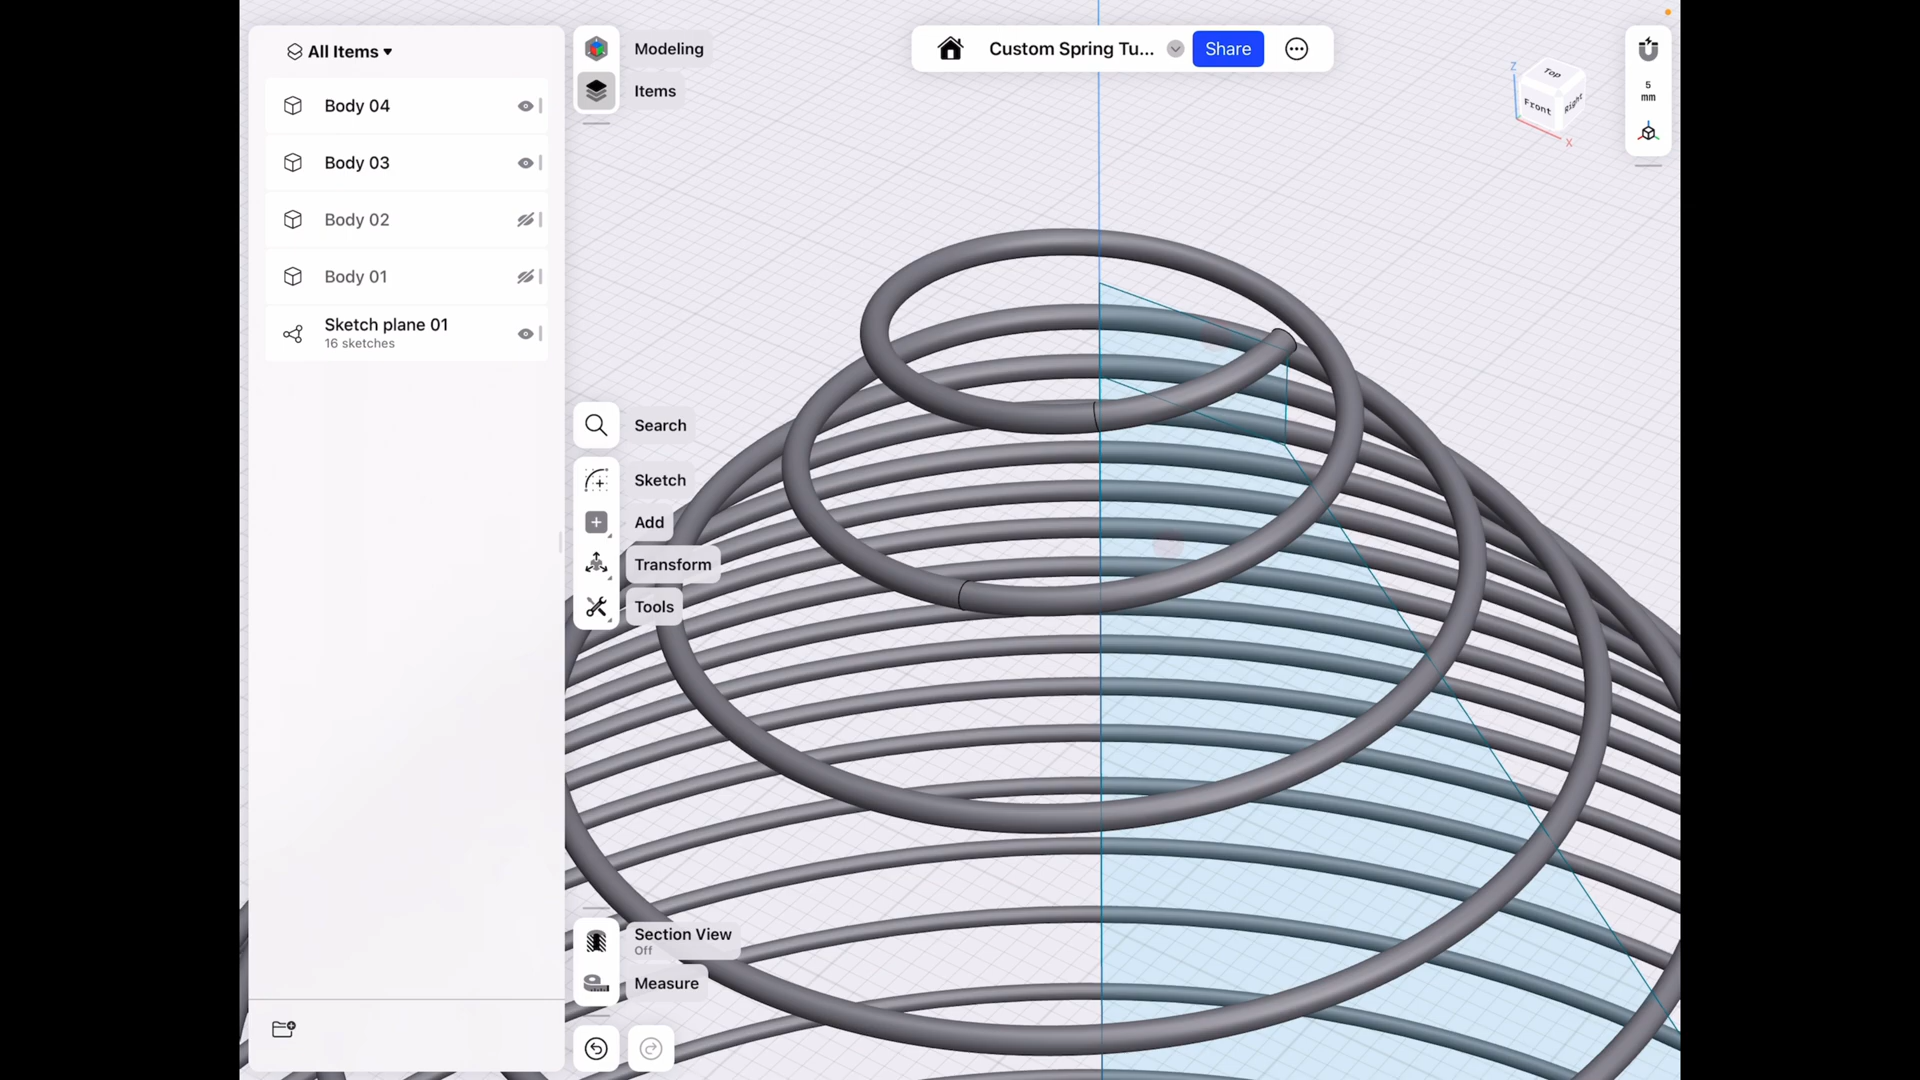 All Items
Body 04
Body 03
Body 02
Body 01
Sketch plane 01
16 sketches
Modeling
Items
Search
Sketch
Add
Transform
Tools
Section View
Off
Measure
Custom Spring Tu...
Share
Z
Top
Front
Right
X
5
mm